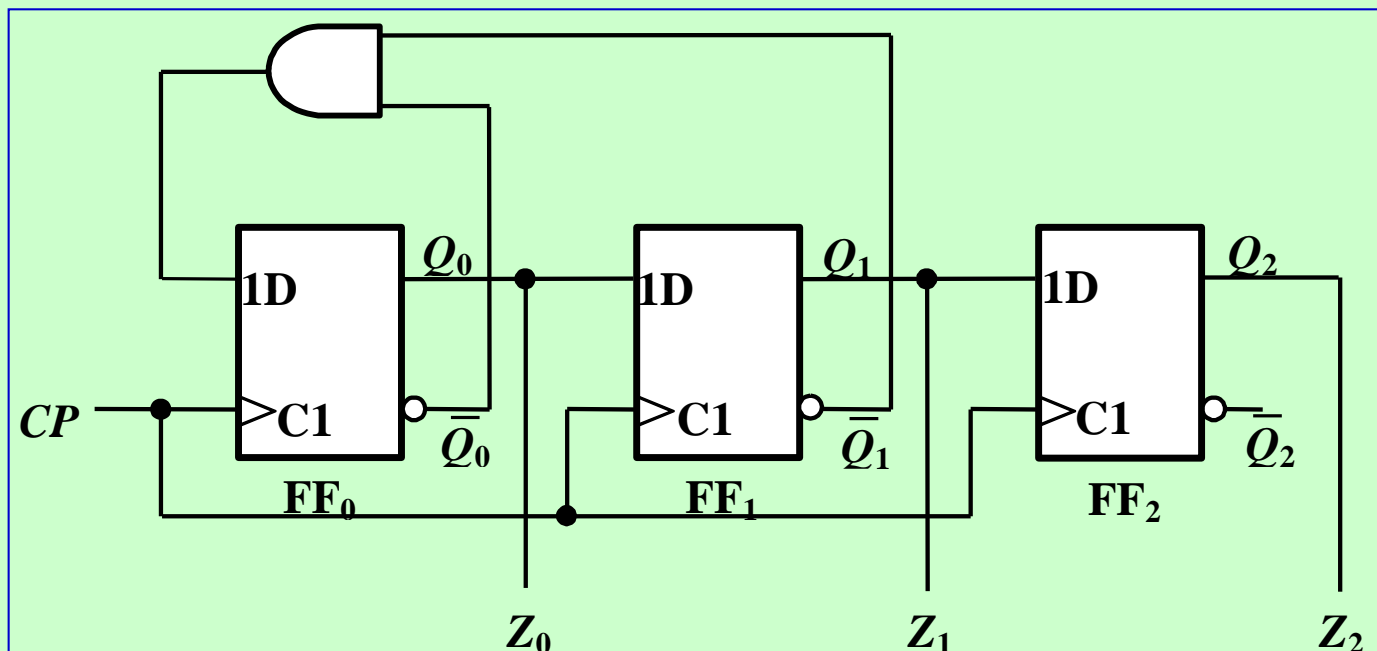 Q₀
Q₁
Q₂
1D
1D
1D
CP
C1
C1
C1
Q̅₀
Q̅₁
Q̅₂
FF₀
FF₁
FF₂
Z₀
Z₁
Z₂